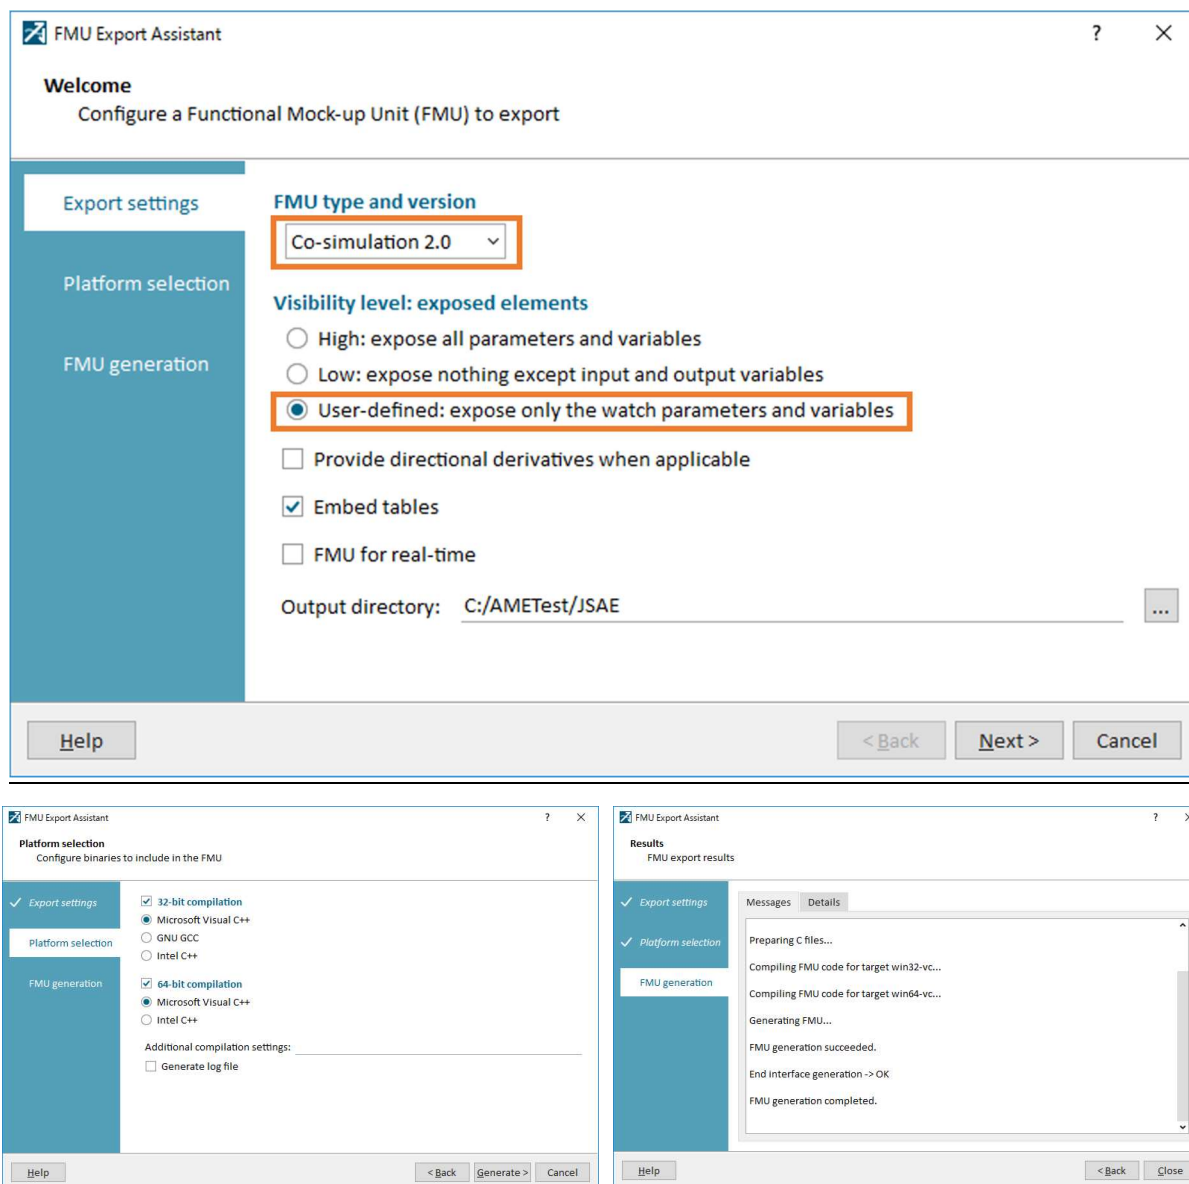 FMU Export Assistant
?
Welcome
Configure a Functional Mock-up Unit (FMU) to export
Export settings
Platform selection
FMU generation
FMU type and version
Co-simulation 2.0
Visibility level: exposed elements
High: expose all parameters and variables
Low: expose nothing except input and output variables
User-defined: expose only the watch parameters and variables
Provide directional derivatives when applicable
Embed tables
FMU for real-time
Output directory: C:/AMETest/JSAE
...
Help
< Back
Next >
Cancel
FMU Export Assistant
?
Platform selection
Configure binaries to include in the FMU
Export settings
Platform selection
FMU generation
32-bit compilation
Microsoft Visual C++
GNU GCC
Intel C++
64-bit compilation
Microsoft Visual C++
Intel C++
Additional compilation settings:
Generate log file
Help
< Back
Generate >
Cancel
FMU Export Assistant
?
Results
FMU export results
Export settings
Platform selection
FMU generation
Messages Details
Preparing C files...
Compiling FMU code for target win32-vc...
Compiling FMU code for target win64-vc...
Generating FMU...
FMU generation succeeded.
End interface generation -> OK
FMU generation completed.
Help
< Back
Close